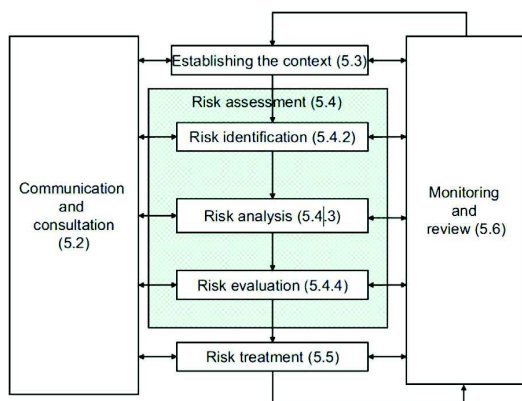 Establishing the context (5.3)
Risk assessment (5.4)
Risk identification (5.4.2)
Communication
and
consultation
(5.2)
Risk analysis (5.4.3)
Monitoring
and
review (5.6)
Risk evaluation (5.4.4)
Risk treatment (5.5)